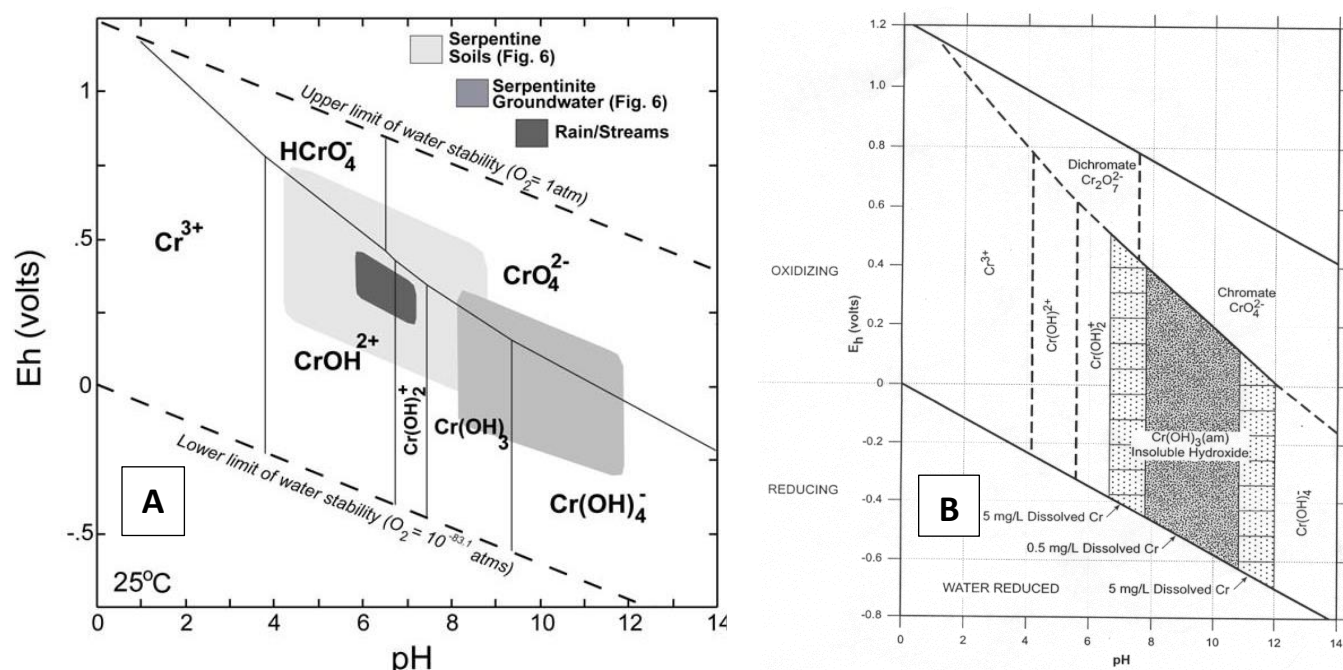 Serpentine
Soils (Fig. 6)
Serpentinite
Groundwater (Fig. 6)
Rain/Streams
Upper limit of water stability (O2 = 1atm)
HCrO4-
Cr3+
CrO42-
CrOH2+
Cr(OH)2+
Cr(OH)3
Cr(OH)4-
Lower limit of water stability (O2 = 10-83.1 atms)
A
25oC
Eh (volts)
1
.5
0
-.5
0 2 4 6 8 10 12 14
pH
1.2
1.0
0.8
0.6
0.4
0.2
0
-0.2
-0.4
-0.6
-0.8
Eh (volts)
OXIDIZING
REDUCING
Dichromate
Cr2O72-
Cr3+
Cr(OH)2+
Cr(OH)2+
Chromate
CrO42-
Cr(OH)3(am)
Insoluble Hydroxide
Cr(OH)4-
B
5 mg/L Dissolved Cr
0.5 mg/L Dissolved Cr
5 mg/L Dissolved Cr
WATER REDUCED
0 2 4 6 8 10 12 14
pH